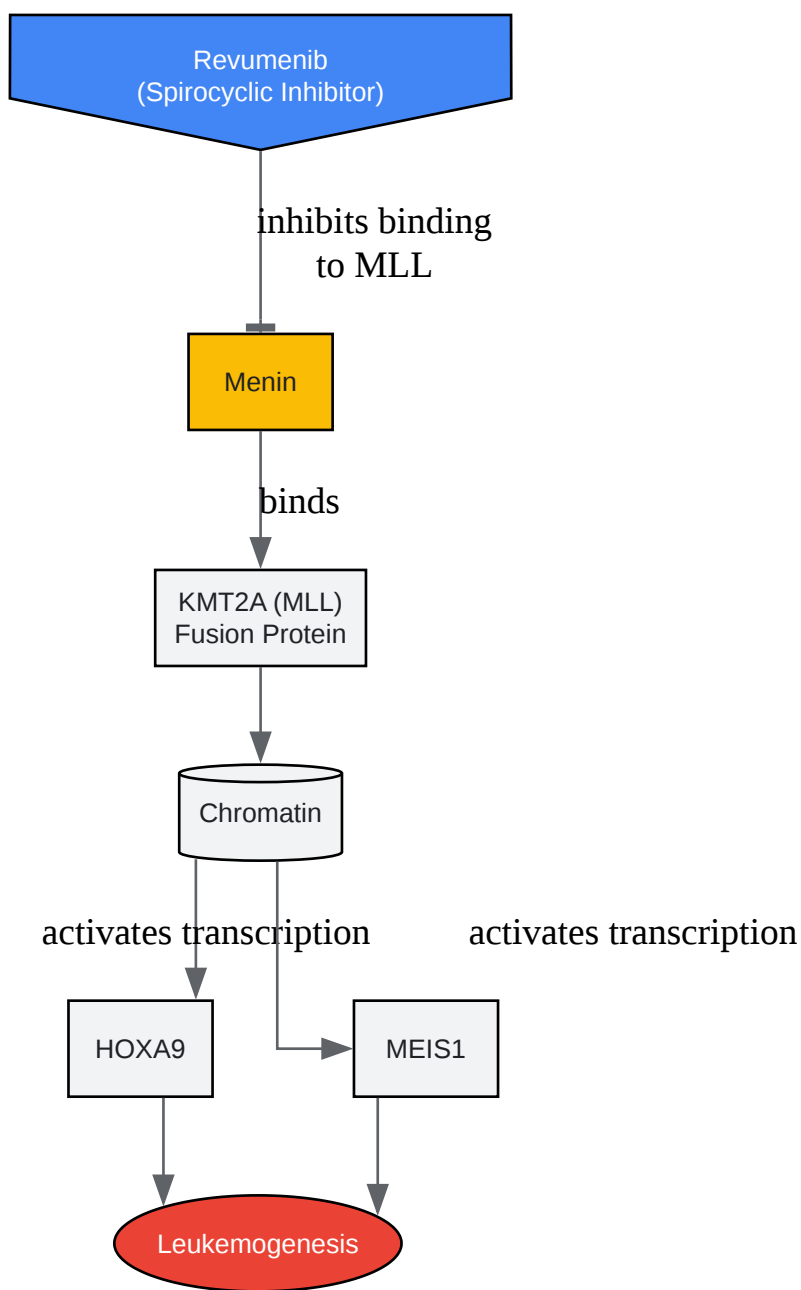 Revumenib
(Spirocyclic Inhibitor)
inhibits binding
to MLL
Menin
binds
KMT2A (MLL)
Fusion Protein
Chromatin
activates transcription
activates transcription
HOXA9
MEIS1
Leukemogenesis